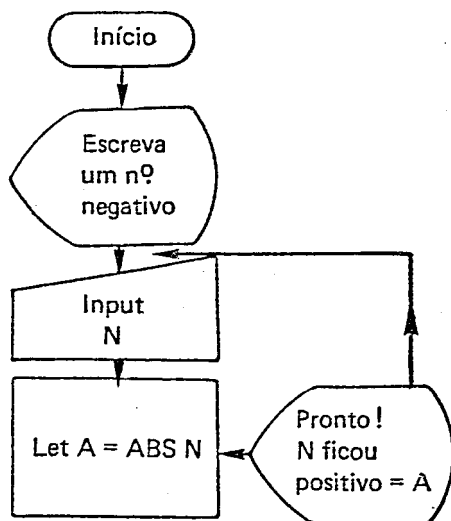 Início
Escreva
um nº
negativo
Input
N
Let A = ABS N
Pronto!
N ficou
positivo = A